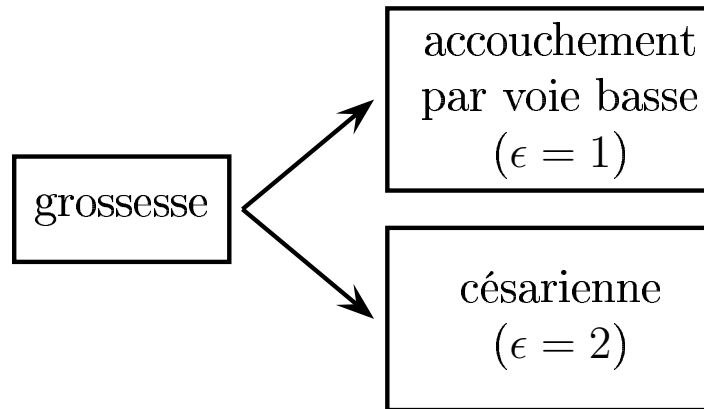 grossesse
accouchement
par voie basse
(ϵ = 1)
césarienne
(ϵ = 2)